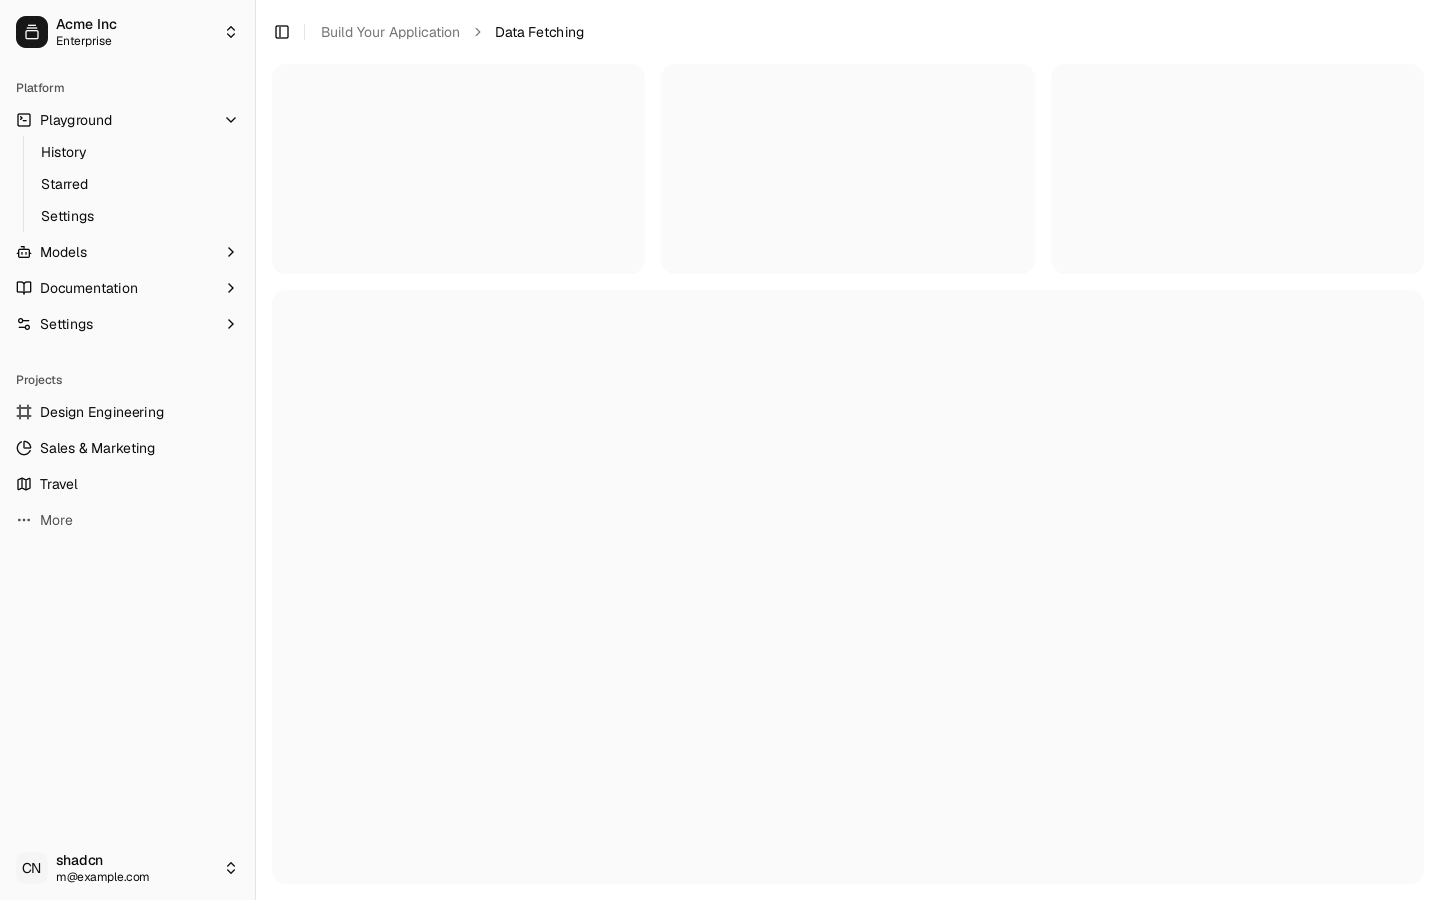 Acme Inc
Enterprise
Platform
Playground
History
Starred
Settings
Models
Documentation
Settings
Projects
Design Engineering
Sales & Marketing
Travel
More
CN
shadcn
m@example.com
Build Your Application
Data Fetching